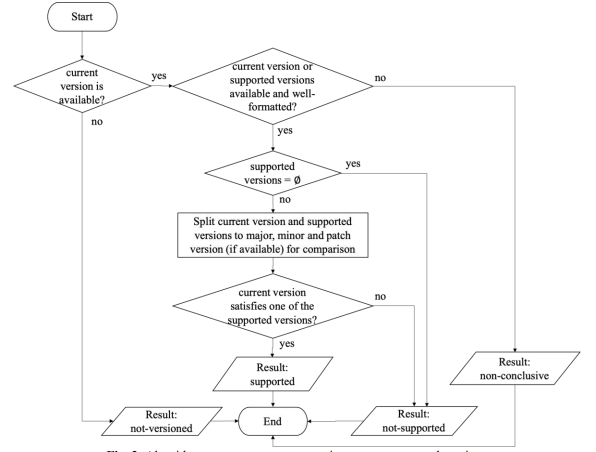 Start
current
version is
available?
yes
no
current version or
supported versions
available and well-
formatted?
no
yes
supported
versions = ∅
yes
no
Split current version and supported
versions to major, minor and patch
version (if available) for comparison
current version
satisfies one of the
supported versions?
no
yes
Result:
supported
Result:
non-conclusive
Result:
not-versioned
End
Result:
not-supported